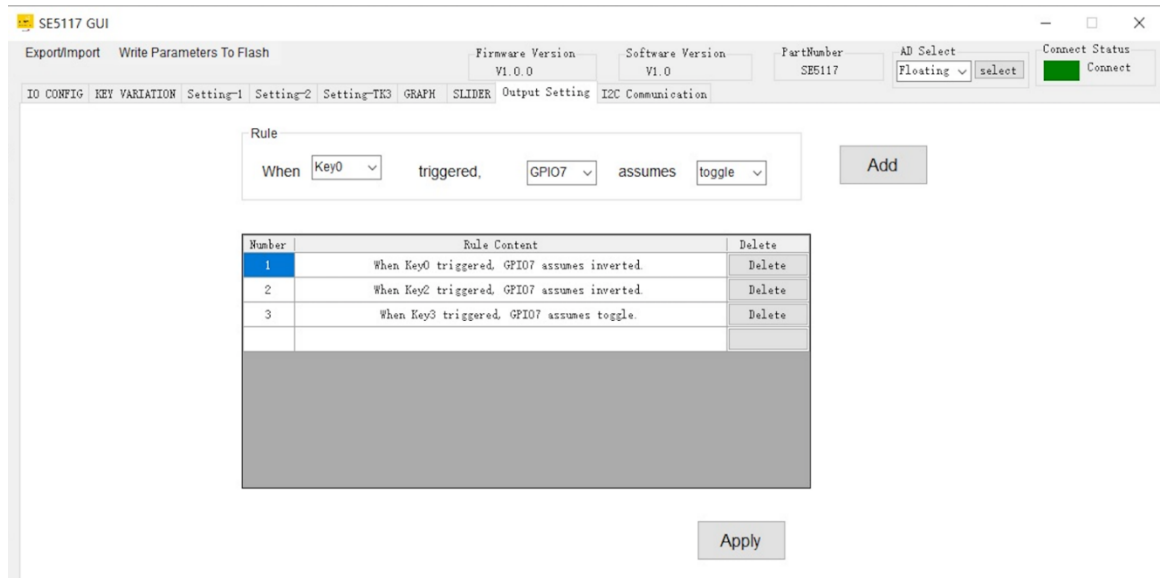 SE5117 GUI
Export/Import Write Parameters To Flash
Firmware Version
V1.0.0
Software Version
V1.0
PartNumber
SE5117
AD Select
Floating select
Connect Status
Connect
IO CONFIG KEY VARIATION Setting-1 Setting-2 Setting-TK3 GRAPH SLIDER Output Setting I2C Communication
Rule
When Key0 triggered, GPIO7 assumes toggle
Add
Number Rule Content Delete
1 When Key0 triggered, GPIO7 assumes inverted. Delete
2 When Key2 triggered, GPIO7 assumes inverted. Delete
3 When Key3 triggered, GPIO7 assumes toggle. Delete
Apply